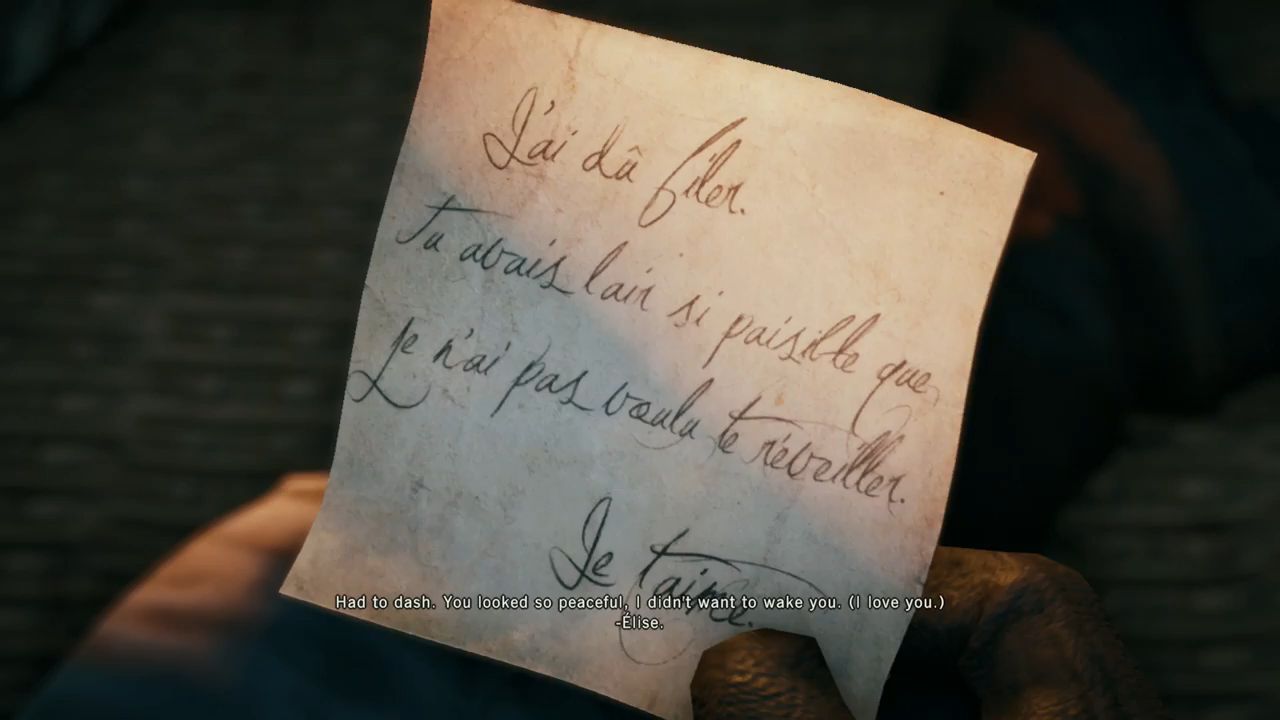 J'ai dû filer.
Tu avais l'air si paisible que
je n'ai pas voulu te réveiller.
Je t'aime.
Had to dash. You looked so peaceful, I didn't want to wake you. (I love you.)
-Élise.